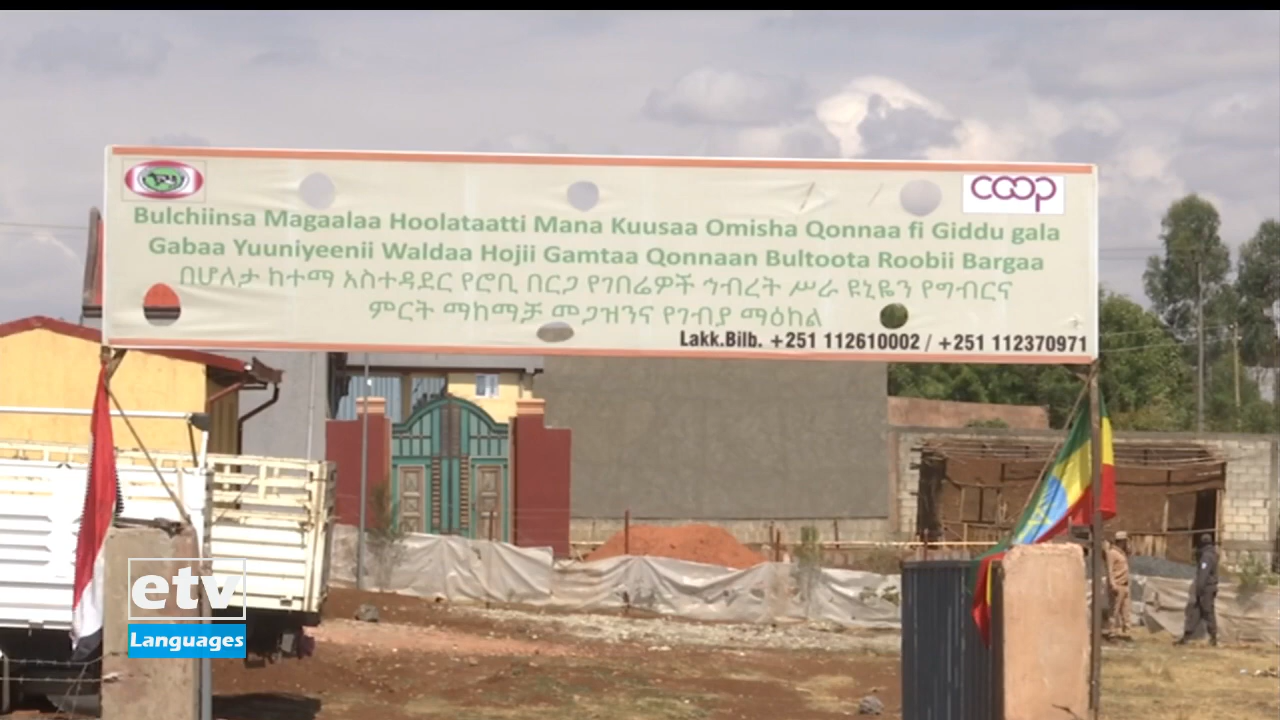 coop
Bulchiinsa Magaalaa Hoolataatti Mana Kuusaa Omisha Qonnaa fi Giddu gala
Gabaa Yuuniyeenii Waldaa Hojii Gamtaa Qonnaan Bultoota Roobii Bargaa
በሆለታ ከተማ አስተዳደር የሮቢ በርጋ የገበሬዎች ኅብረት ሥራ ዩኒዬን የግብርና
ምርት ማከማቻ መጋዝንና የገብያ ማዕከል
Lakk.Bilb. +251 112610002 / +251 112370971
etv
Languages